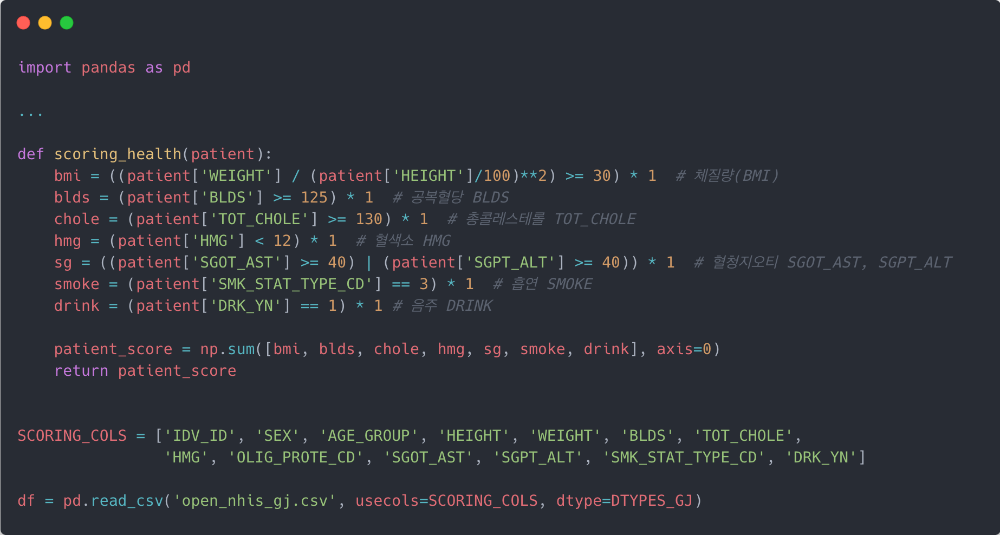 import pandas as pd
...
def scoring_health(patient):
    bmi = ((patient['WEIGHT'] / (patient['HEIGHT']/100)**2) >= 30) * 1  # 체질량(BMI)
    blds = (patient['BLDS'] >= 125) * 1  # 공복혈당 BLDS
    chole = (patient['TOT_CHOLE'] >= 130) * 1  # 총콜레스테롤 TOT_CHOLE
    hmg = (patient['HMG'] < 12) * 1  # 혈색소 HMG
    sg = ((patient['SGOT_AST'] >= 40) | (patient['SGPT_ALT'] >= 40)) * 1  # 혈청지오티 SGOT_AST, SGPT_ALT
    smoke = (patient['SMK_STAT_TYPE_CD'] == 3) * 1  # 흡연 SMOKE
    drink = (patient['DRK_YN'] == 1) * 1 # 음주 DRINK
    patient_score = np.sum([bmi, blds, chole, hmg, sg, smoke, drink], axis=0)
    return patient_score
SCORING_COLS = ['IDV_ID', 'SEX', 'AGE_GROUP', 'HEIGHT', 'WEIGHT', 'BLDS', 'TOT_CHOLE',
                'HMG', 'OLIG_PROTE_CD', 'SGOT_AST', 'SGPT_ALT', 'SMK_STAT_TYPE_CD', 'DRK_YN']
df = pd.read_csv('open_nhis_gj.csv', usecols=SCORING_COLS, dtype=DTYPES_GJ)